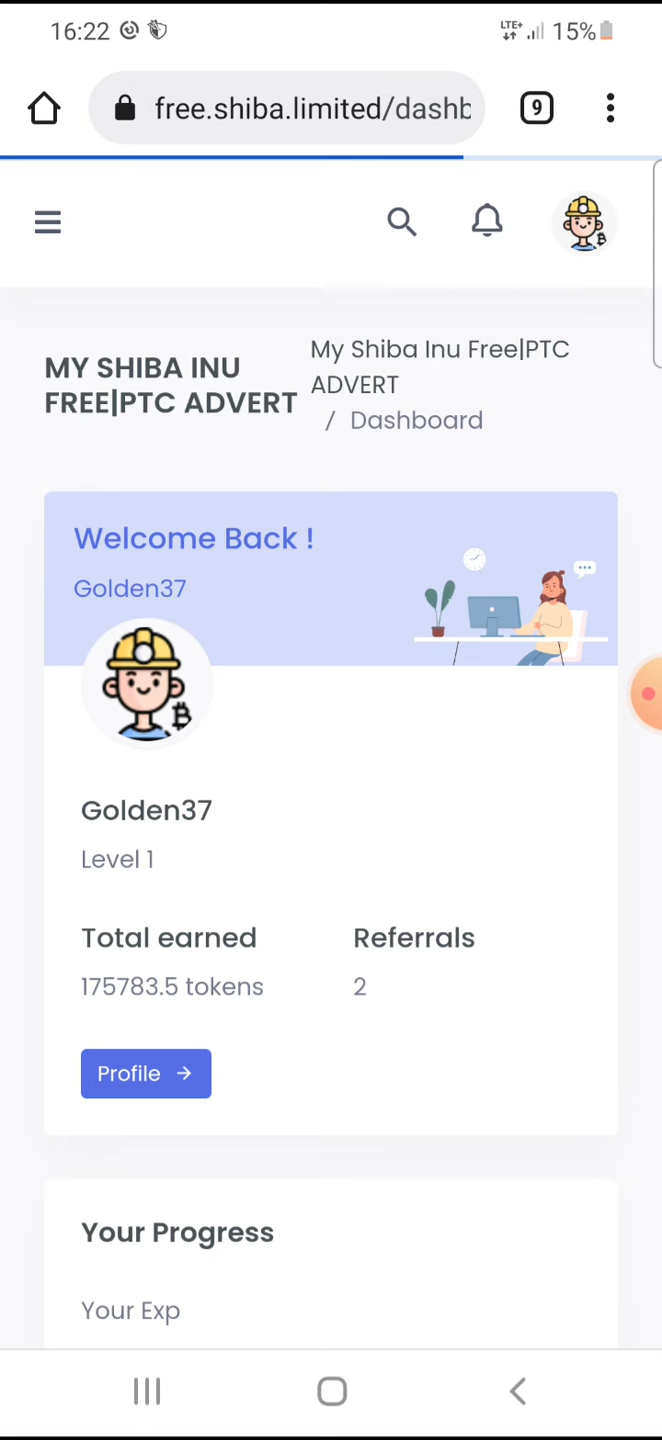 16:22 LTE+ 15%
free.shiba.limited/dashb 9
MY SHIBA INU
FREE|PTC ADVERT
My Shiba Inu Free|PTC
ADVERT
/ Dashboard
Welcome Back !
Golden37
Golden37
Level 1
Total earned Referrals
175783.5 tokens 2
Profile →
Your Progress
Your Exp